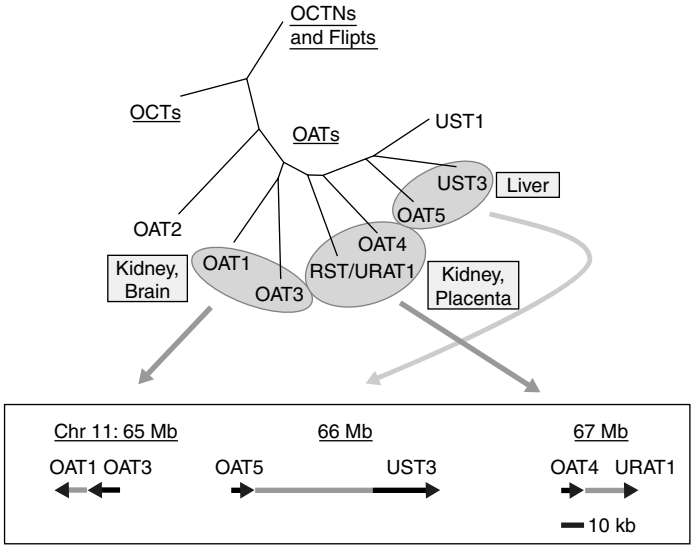 OCTNs
and Flipts
OCTs
OATs
UST1
UST3
Liver
OAT5
OAT2
OAT4
Kidney,
Brain
OAT1
RST/URAT1
Kidney,
Placenta
OAT3
Chr 11: 65 Mb
66 Mb
67 Mb
OAT1 OAT3
OAT5
UST3
OAT4 URAT1
10 kb